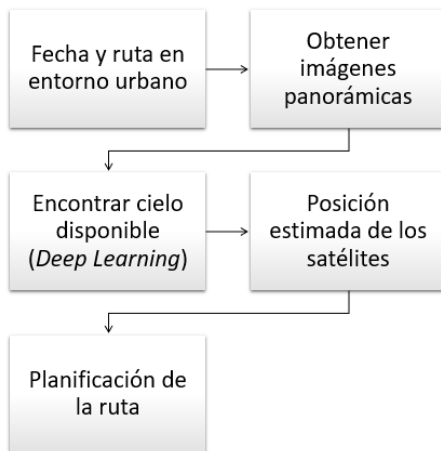 Fecha y ruta en
entorno urbano
Obtener
imágenes
panorámicas
Encontrar cielo
disponible
(Deep Learning)
Posición
estimada de los
satélites
Planificación de
la ruta